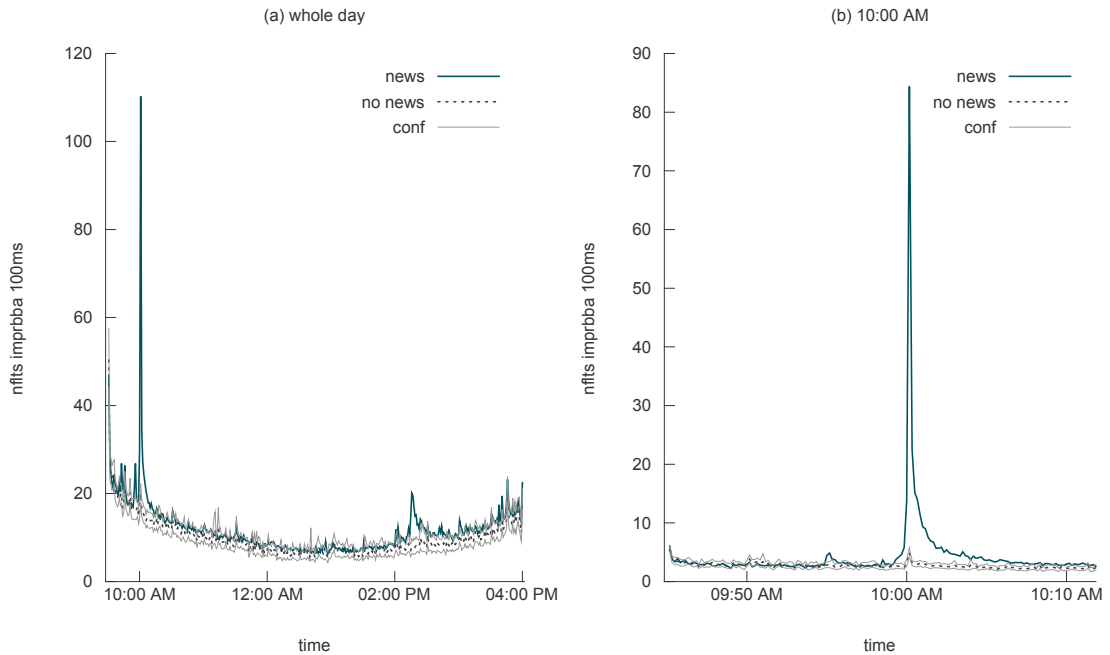 (a) whole day
nflts imprbba 100ms
120
100
80
60
40
20
0
news
no news
conf
10:00 AM
12:00 AM
02:00 PM
04:00 PM
time
(b) 10:00 AM
nflts imprbba 100ms
90
80
70
60
50
40
30
20
10
0
news
no news
conf
09:50 AM
10:00 AM
10:10 AM
time